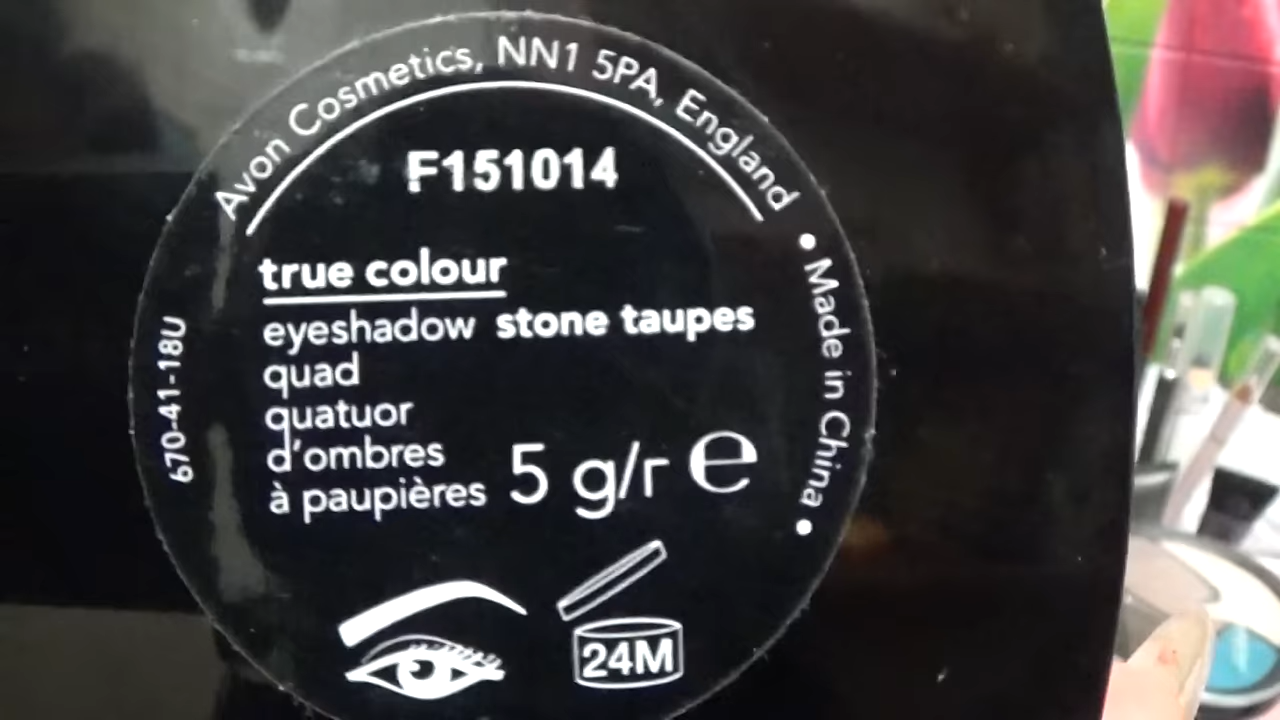 Avon Cosmetics, NN1 5PA, England
• Made in China •
670-41-18U
F151014
true colour
eyeshadow stone taupes
quad
quatuor
d'ombres
à paupières 5 g/r e
24M